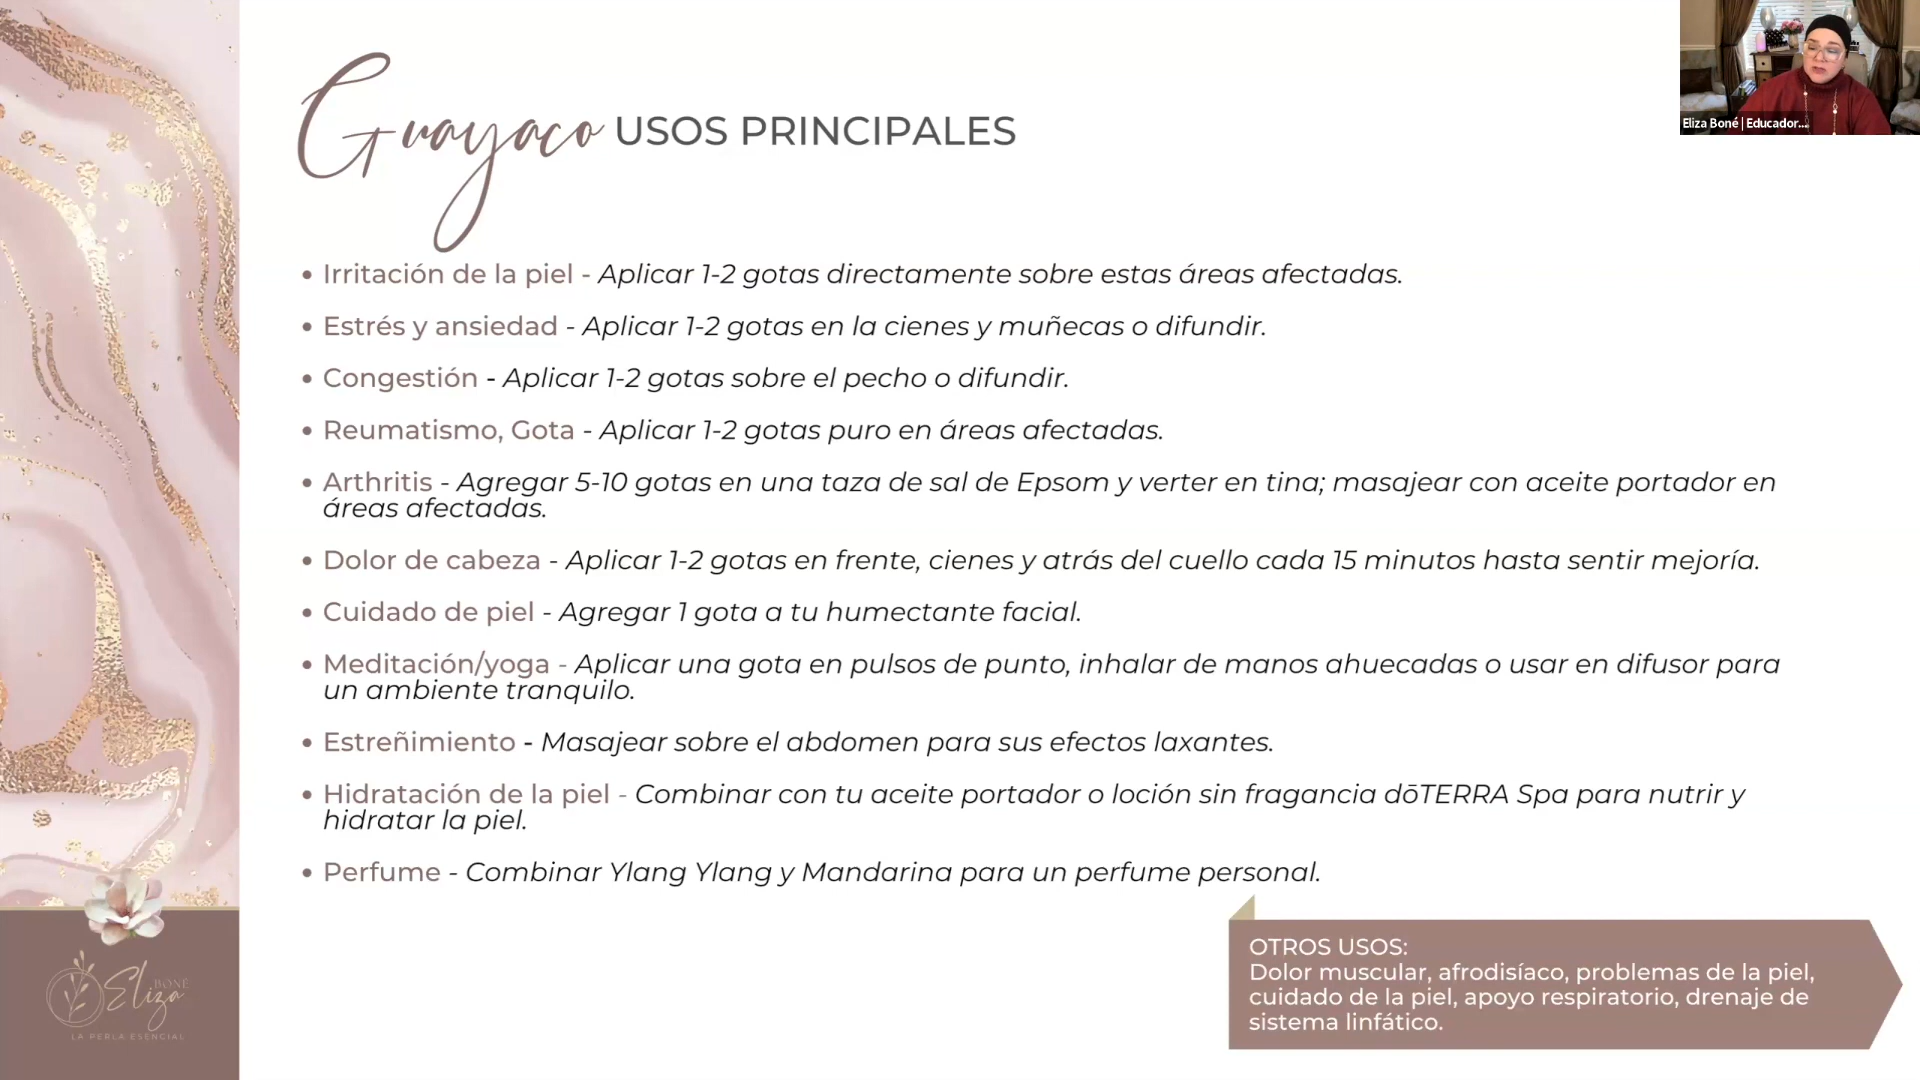 Guayaco USOS PRINCIPALES
Eliza Boné | Educador...
• Irritación de la piel - Aplicar 1-2 gotas directamente sobre estas áreas afectadas.
• Estrés y ansiedad - Aplicar 1-2 gotas en la cienes y muñecas o difundir.
• Congestión - Aplicar 1-2 gotas sobre el pecho o difundir.
• Reumatismo, Gota - Aplicar 1-2 gotas puro en áreas afectadas.
• Arthritis - Agregar 5-10 gotas en una taza de sal de Epsom y verter en tina; masajear con aceite portador en
áreas afectadas.
• Dolor de cabeza - Aplicar 1-2 gotas en frente, cienes y atrás del cuello cada 15 minutos hasta sentir mejoría.
• Cuidado de piel - Agregar 1 gota a tu humectante facial.
• Meditación/yoga - Aplicar una gota en pulsos de punto, inhalar de manos ahuecadas o usar en difusor para
un ambiente tranquilo.
• Estreñimiento - Masajear sobre el abdomen para sus efectos laxantes.
• Hidratación de la piel - Combinar con tu aceite portador o loción sin fragancia dōTERRA Spa para nutrir y
hidratar la piel.
• Perfume - Combinar Ylang Ylang y Mandarina para un perfume personal.
OTROS USOS:
Dolor muscular, afrodisíaco, problemas de la piel,
cuidado de la piel, apoyo respiratorio, drenaje de
sistema linfático.
BONÉ
Eliza
LA PERLA ESENCIAL